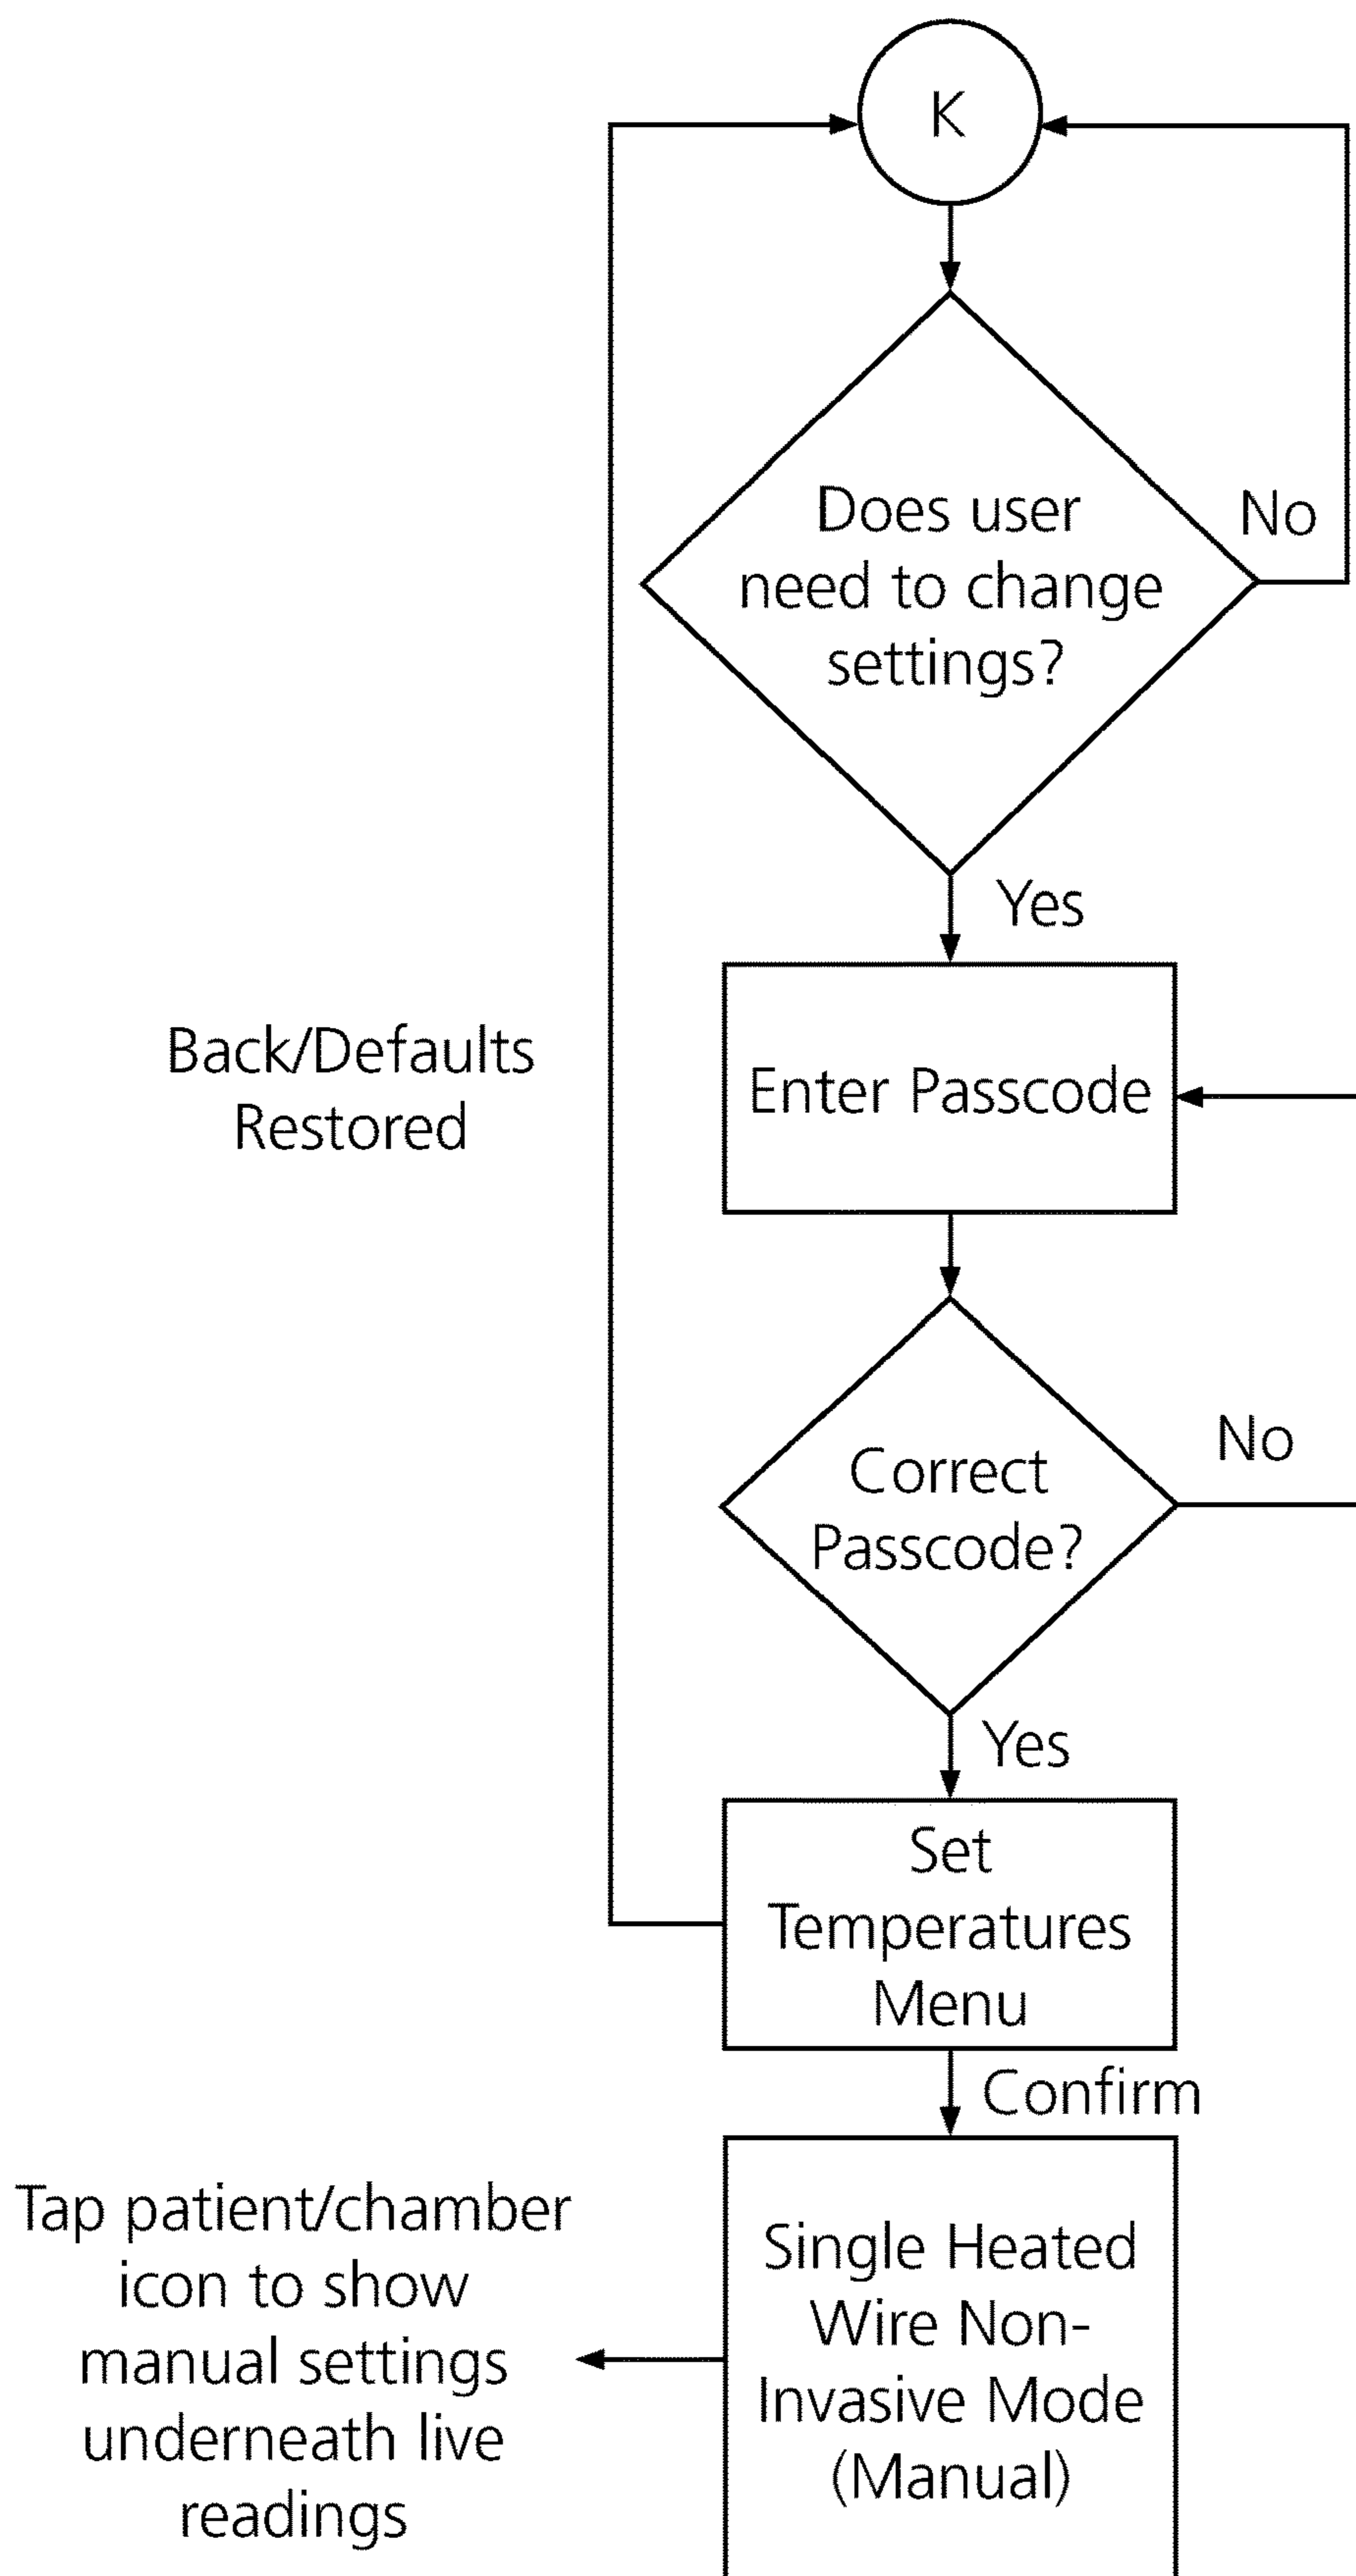 K
Does user
need to change
settings?
No
Yes
Enter Passcode
Back/Defaults
Restored
Correct
Passcode?
No
Yes
Set
Temperatures
Menu
Confirm
Single Heated
Wire Non-
Invasive Mode
(Manual)
Tap patient/chamber
icon to show
manual settings
underneath live
readings